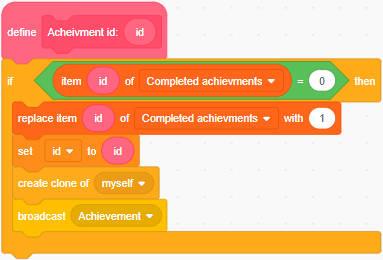 define Acheivment id: id
if item id of Completed achievments = 0 then
replace item id of Completed achievments with 1
set id to id
create clone of myself
broadcast Achievement